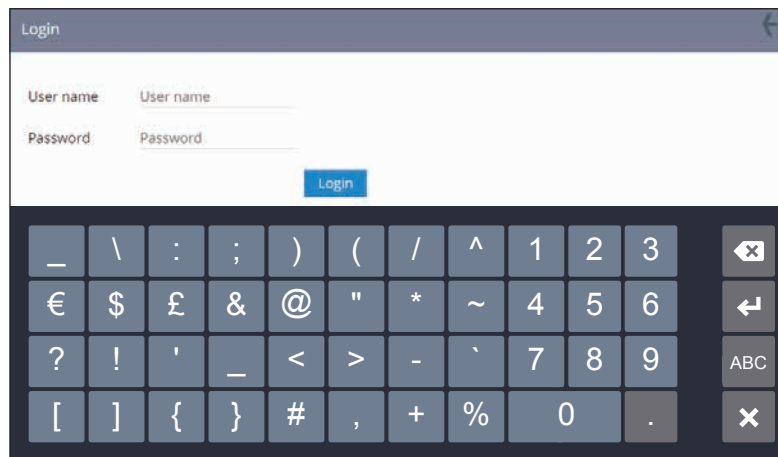 Login
User name User name
Password Password
Login
_ \ : ; ) ( / ^ 1 2 3
€ $ £ & @ " * ~ 4 5 6
? ! ' _ < > - ` 7 8 9 ABC
[ ] { } # , + % 0 .